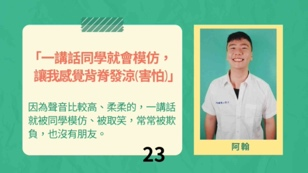 「一講話同學就會模仿，
讓我感覺背脊發涼(害怕)」
因為聲音比較高、柔柔的，一講話
就被同學模仿、被取笑，常常被欺
負，也沒有朋友。
23
阿翰